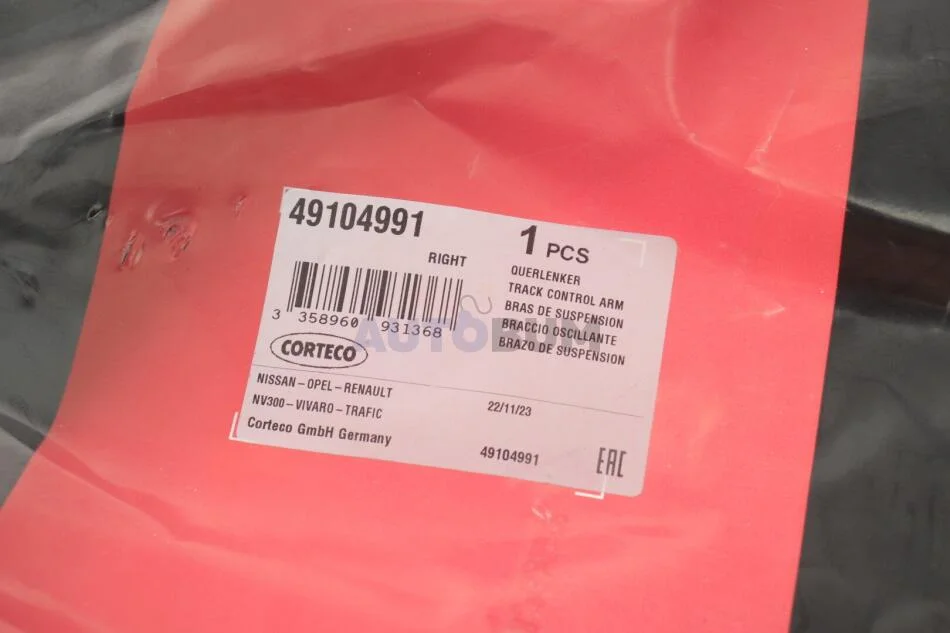 49104991
RIGHT
3 358960 931368
CORTECO
1 PCS
QUERLENKER
TRACK CONTROL ARM
BRAS DE SUSPENSION
BRACCIO OSCILLANTE
BRAZO DE SUSPENSION
AUTOBUM
NISSAN-OPEL-RENAULT
NV300-VIVARO-TRAFIC
22/11/23
Corteco GmbH Germany
49104991
EAC